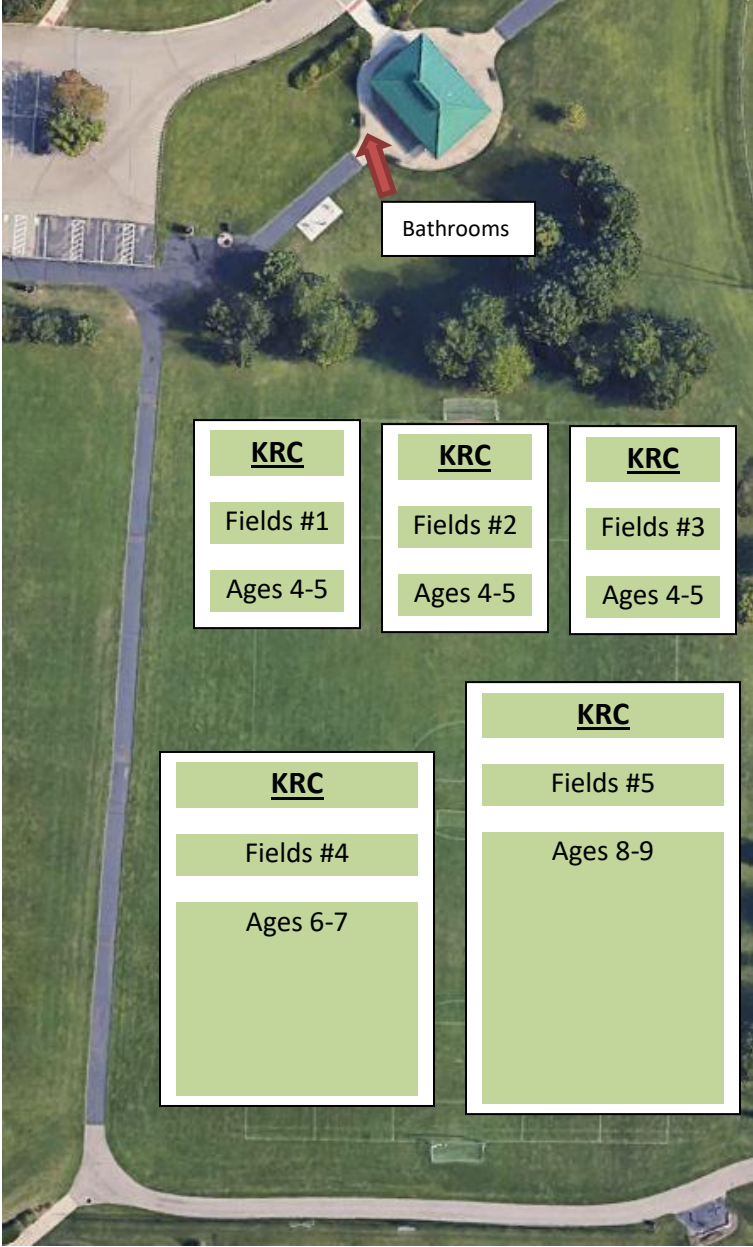 Bathrooms
KRC
Fields #1
Ages 4-5
KRC
Fields #2
Ages 4-5
KRC
Fields #3
Ages 4-5
KRC
Fields #4
Ages 6-7
KRC
Fields #5
Ages 8-9